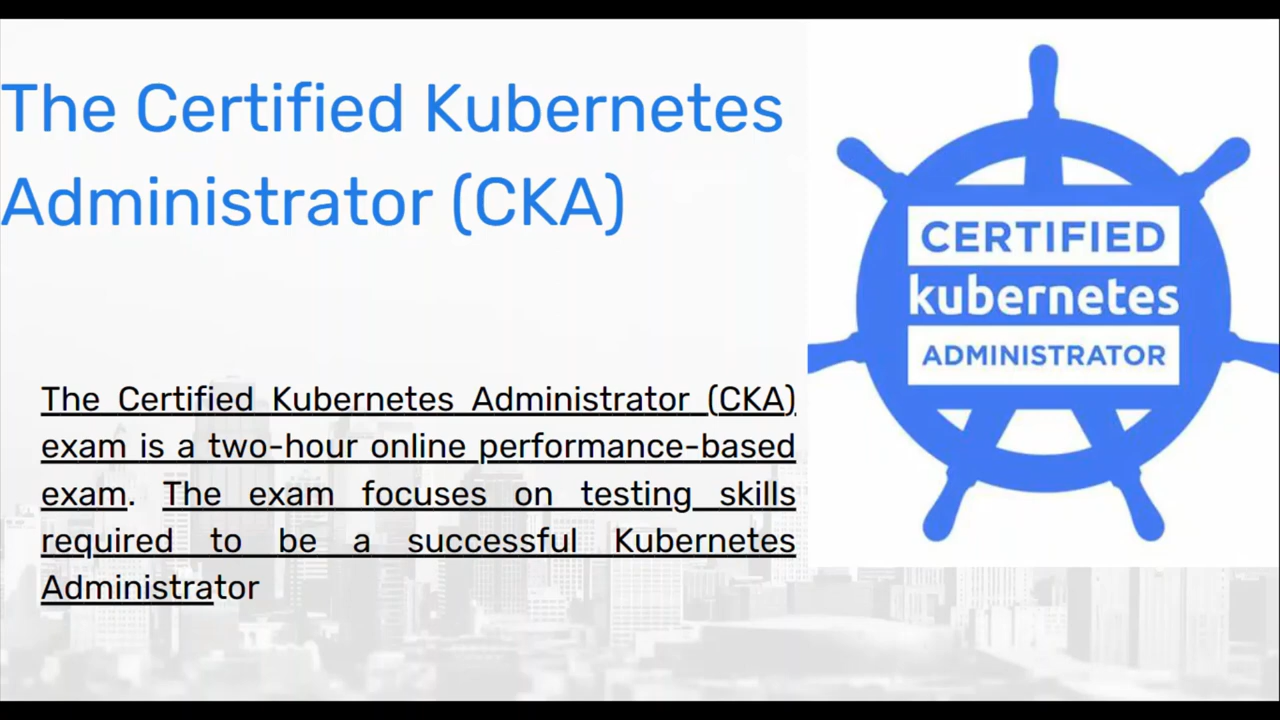 The Certified Kubernetes
Administrator (CKA)
The Certified Kubernetes Administrator (CKA)
exam is a two-hour online performance-based
exam. The exam focuses on testing skills
required to be a successful Kubernetes
Administrator
CERTIFIED
kubernetes
ADMINISTRATOR